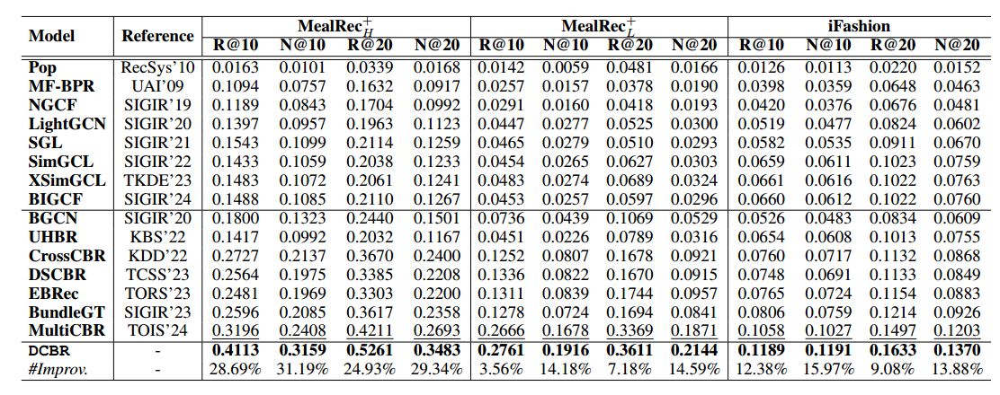 Model Reference MealRec+H MealRec+L iFashion
R@10 N@10 R@20 N@20 R@10 N@10 R@20 N@20 R@10 N@10 R@20 N@20
Pop RecSys'10 0.0163 0.0101 0.0339 0.0168 0.0142 0.0059 0.0481 0.0166 0.0126 0.0113 0.0220 0.0152
MF-BPR UAI'09 0.1094 0.0757 0.1632 0.0917 0.0257 0.0157 0.0378 0.0190 0.0398 0.0359 0.0648 0.0463
NGCF SIGIR'19 0.1189 0.0843 0.1704 0.0992 0.0291 0.0160 0.0418 0.0193 0.0420 0.0376 0.0676 0.0481
LightGCN SIGIR'20 0.1397 0.0957 0.1963 0.1123 0.0447 0.0277 0.0525 0.0300 0.0519 0.0477 0.0824 0.0602
SGL SIGIR'21 0.1543 0.1099 0.2114 0.1259 0.0465 0.0279 0.0510 0.0293 0.0582 0.0535 0.0911 0.0670
SimGCL SIGIR'22 0.1433 0.1059 0.2038 0.1233 0.0454 0.0265 0.0627 0.0303 0.0659 0.0611 0.1023 0.0759
XSimGCL TKDE'23 0.1483 0.1072 0.2061 0.1241 0.0483 0.0274 0.0689 0.0324 0.0661 0.0616 0.1022 0.0763
BIGCF SIGIR'24 0.1488 0.1085 0.2110 0.1267 0.0453 0.0257 0.0597 0.0296 0.0660 0.0612 0.1022 0.0760
BGCN SIGIR'20 0.1800 0.1323 0.2440 0.1501 0.0736 0.0439 0.1069 0.0529 0.0526 0.0483 0.0834 0.0609
UHBR KBS'22 0.1417 0.0992 0.2032 0.1167 0.0451 0.0226 0.0789 0.0316 0.0654 0.0608 0.1013 0.0755
CrossCBR KDD'22 0.2727 0.2137 0.3670 0.2400 0.1252 0.0807 0.1678 0.0921 0.0760 0.0717 0.1132 0.0868
DSCBR TCSS'23 0.2564 0.1975 0.3385 0.2208 0.1336 0.0822 0.1670 0.0915 0.0748 0.0691 0.1133 0.0849
EBRec TORS'23 0.2481 0.1969 0.3303 0.2200 0.1311 0.0839 0.1744 0.0957 0.0765 0.0724 0.1154 0.0883
BundleGT SIGIR'23 0.2596 0.2085 0.3617 0.2358 0.1278 0.0724 0.1694 0.0841 0.0806 0.0759 0.1214 0.0926
MultiCBR TOIS'24 0.3196 0.2408 0.4211 0.2693 0.2666 0.1678 0.3369 0.1871 0.1058 0.1027 0.1497 0.1203
DCBR - 0.4113 0.3159 0.5261 0.3483 0.2761 0.1916 0.3611 0.2144 0.1189 0.1191 0.1633 0.1370
#Improv. - 28.69% 31.19% 24.93% 29.34% 3.56% 14.18% 7.18% 14.59% 12.38% 15.97% 9.08% 13.88%